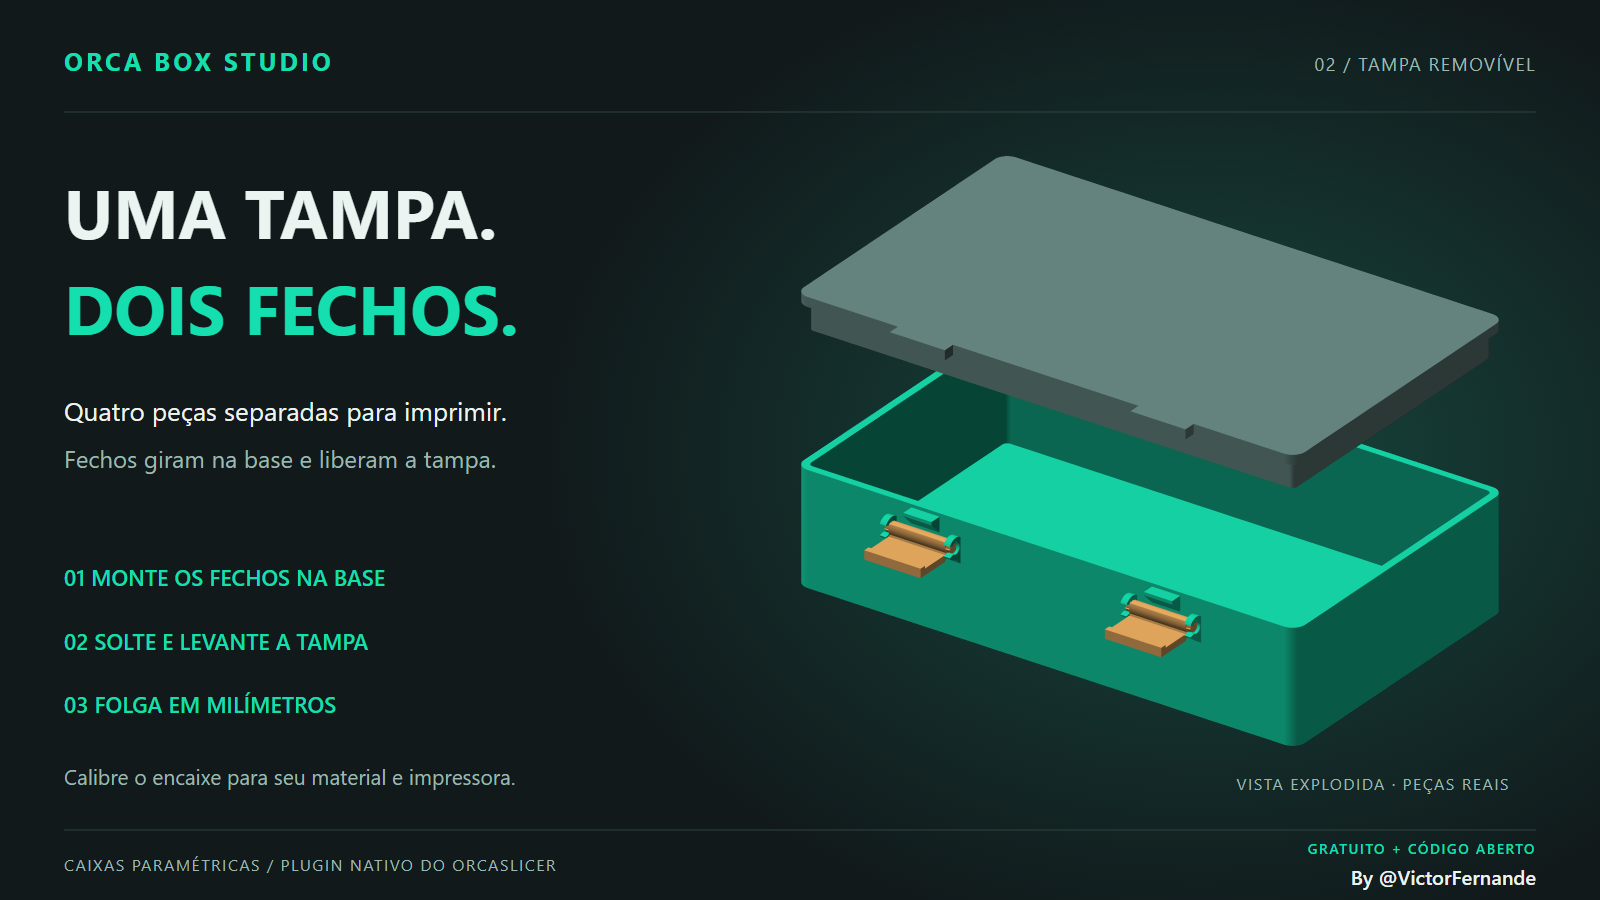 ORCA BOX STUDIO
02 / TAMPA REMOVÍVEL
UMA TAMPA.
DOIS FECHOS.
Quatro peças separadas para imprimir.
Fechos giram na base e liberam a tampa.
01 MONTE OS FECHOS NA BASE
02 SOLTE E LEVANTE A TAMPA
03 FOLGA EM MILÍMETROS
Calibre o encaixe para seu material e impressora.
VISTA EXPLODIDA · PEÇAS REAIS
CAIXAS PARAMÉTRICAS / PLUGIN NATIVO DO ORCASLICER
GRATUITO + CÓDIGO ABERTO
By @VictorFernande